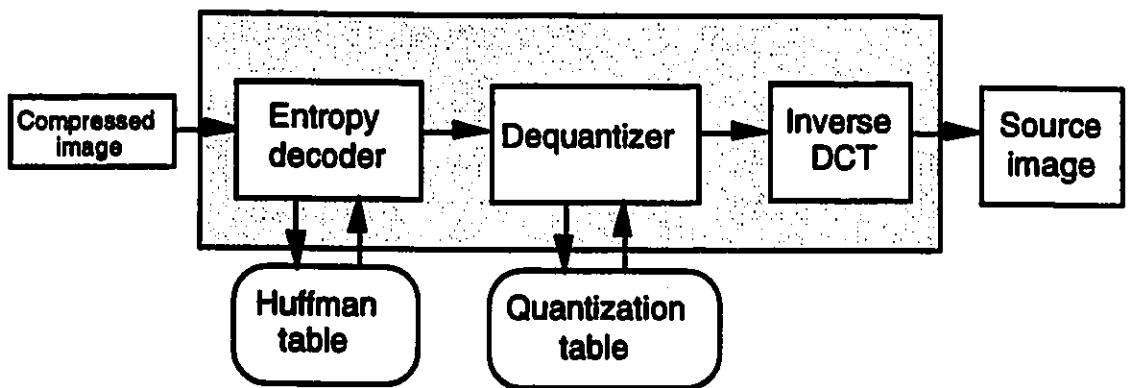 Compressed
image
Entropy
decoder
Dequantizer
Inverse
DCT
Source
image
Huffman
table
Quantization
table